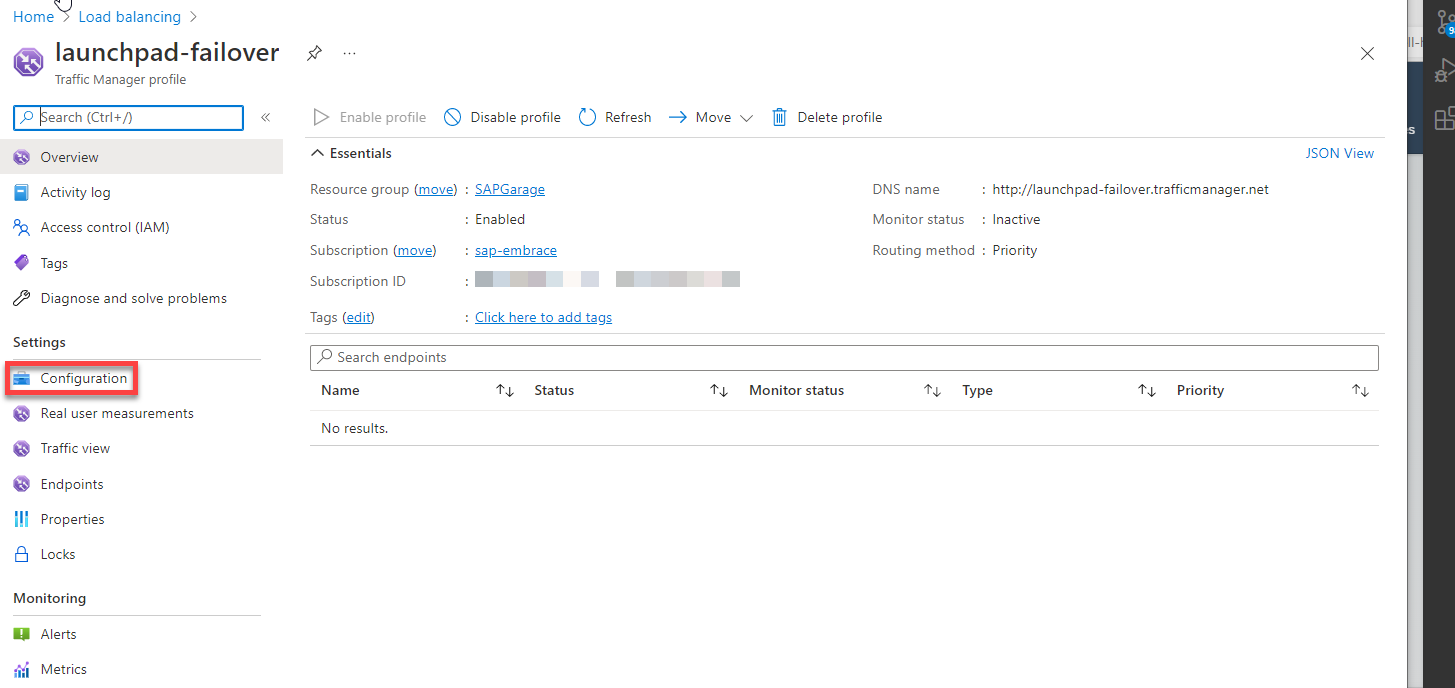 Home > Load balancing >
launchpad-failover
Traffic Manager profile
Search (Ctrl+/)
Overview
Activity log
Access control (IAM)
Tags
Diagnose and solve problems
Settings
Configuration
Real user measurements
Traffic view
Endpoints
Properties
Locks
Monitoring
Alerts
Metrics
Enable profile Disable profile Refresh Move Delete profile
Essentials JSON View
Resource group (move) : SAPGarage
Status : Enabled
Subscription (move) : sap-embrace
Subscription ID :
Tags (edit) : Click here to add tags
DNS name : http://launchpad-failover.trafficmanager.net
Monitor status : Inactive
Routing method : Priority
Search endpoints
Name Status Monitor status Type Priority
No results.